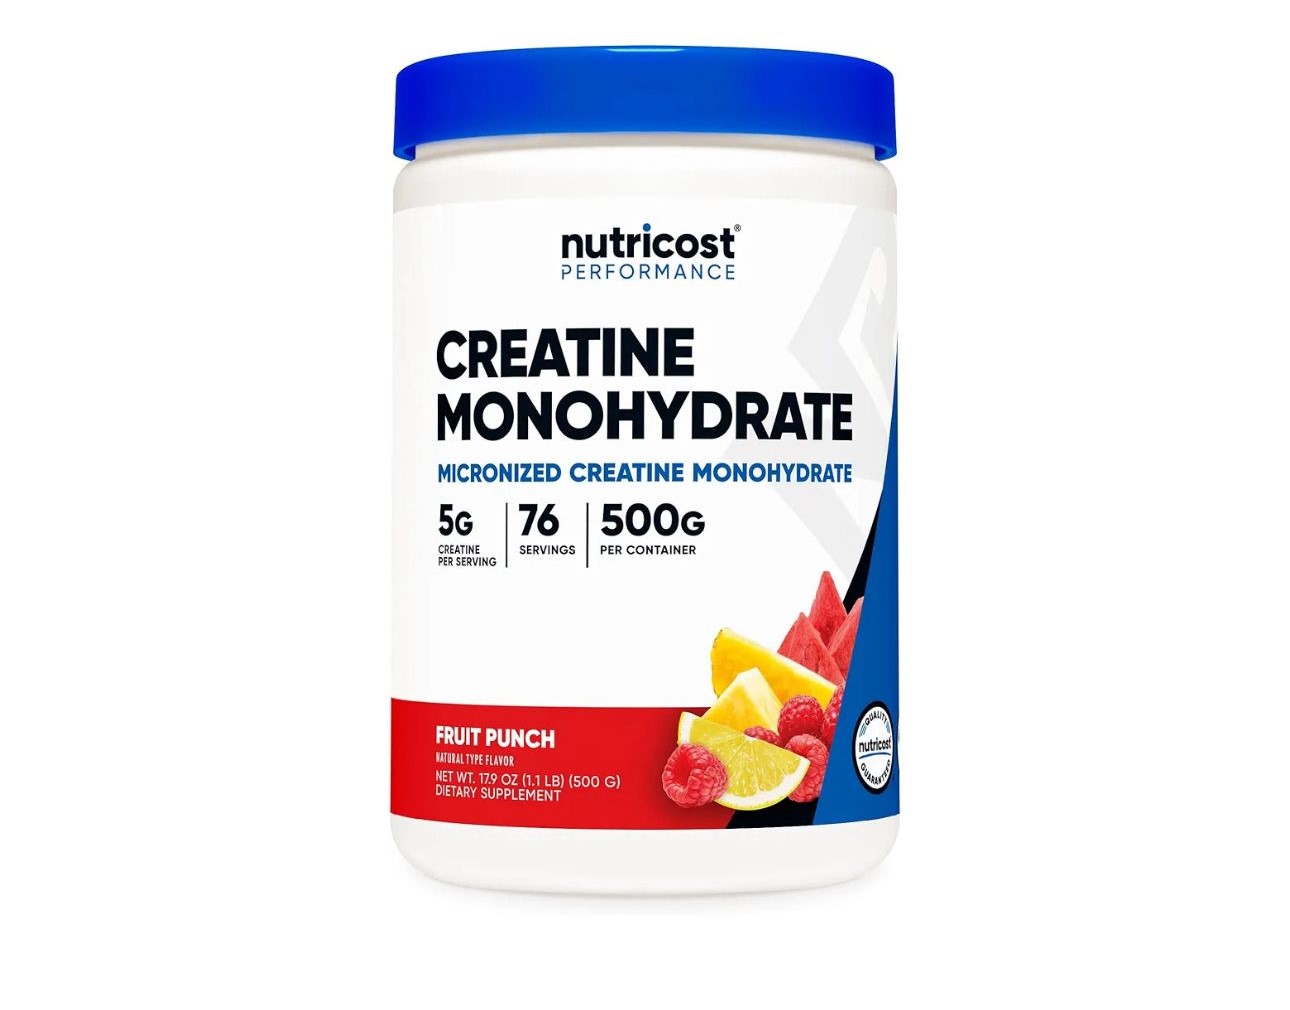 nutricost®
PERFORMANCE
CREATINE
MONOHYDRATE
MICRONIZED CREATINE MONOHYDRATE
5G
CREATINE
PER SERVING
76
SERVINGS
500G
PER CONTAINER
FRUIT PUNCH
NATURAL TYPE FLAVOR
NET WT. 17.9 OZ (1.1 LB) (500 G)
DIETARY SUPPLEMENT
QUALITY
nutricost
GUARANTEED